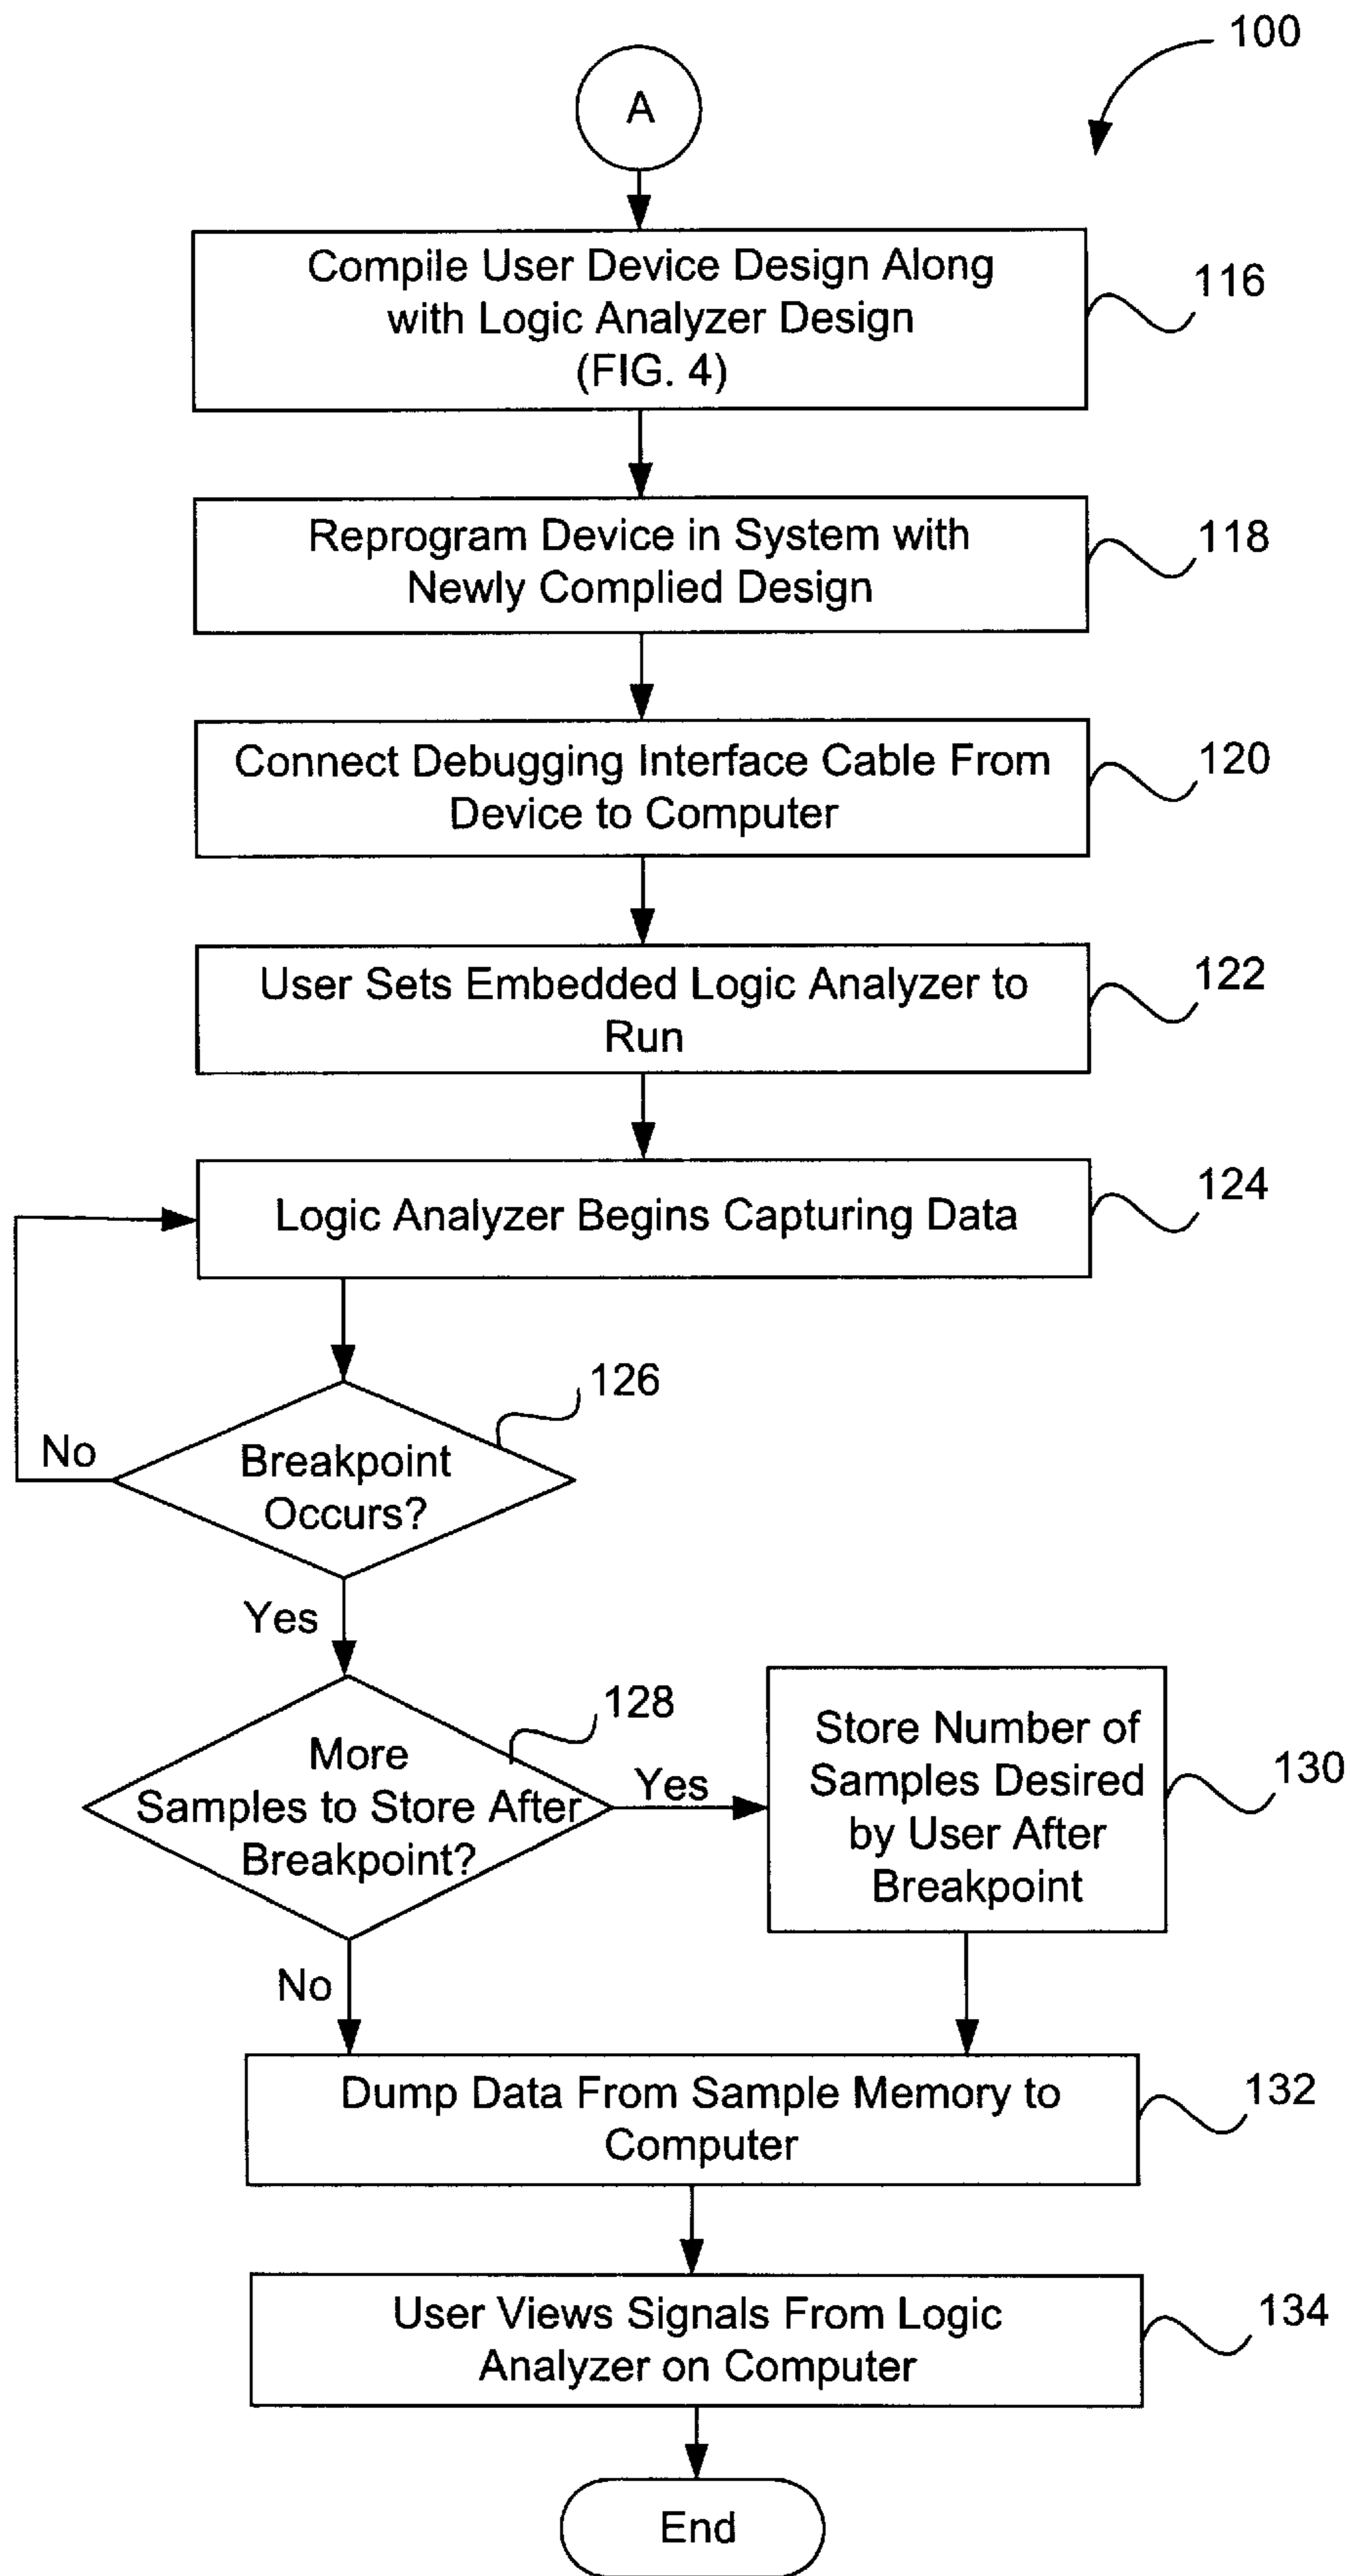 100
A
Compile User Device Design Along
with Logic Analyzer Design
(FIG. 4)
116
Reprogram Device in System with
Newly Complied Design
118
Connect Debugging Interface Cable From
Device to Computer
120
User Sets Embedded Logic Analyzer to
Run
122
Logic Analyzer Begins Capturing Data
124
126
No
Breakpoint
Occurs?
Yes
128
More
Samples to Store After
Breakpoint?
Yes
Store Number of
Samples Desired
by User After
Breakpoint
130
No
Dump Data From Sample Memory to
Computer
132
User Views Signals From Logic
Analyzer on Computer
134
End